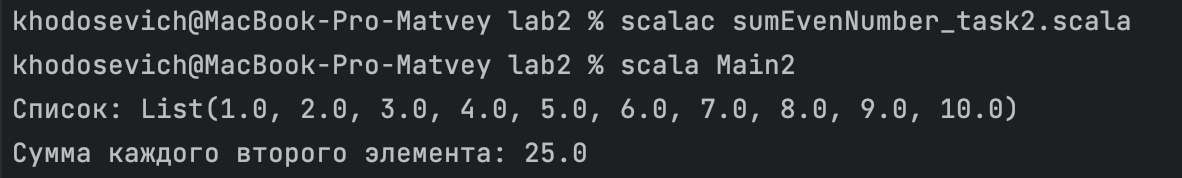 khodosevich@MacBook-Pro-Matvey lab2 % scalac sumEvenNumber_task2.scala
khodosevich@MacBook-Pro-Matvey lab2 % scala Main2
Список: List(1.0, 2.0, 3.0, 4.0, 5.0, 6.0, 7.0, 8.0, 9.0, 10.0)
Сумма каждого второго элемента: 25.0